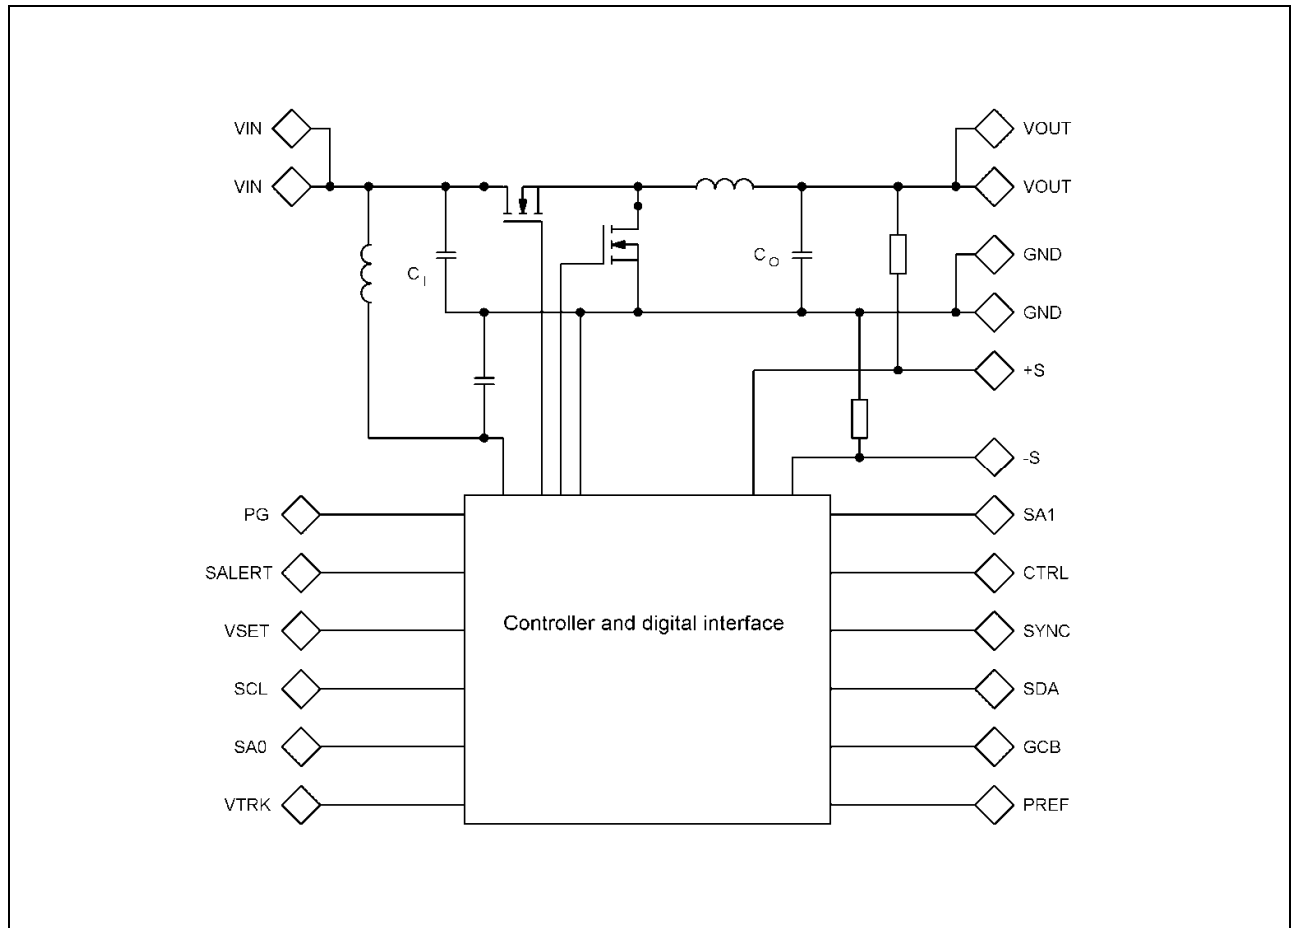 VIN
VOUT
VIN
VOUT
C I
C O
GND
GND
+S
-S
PG
SA1
SALERT
CTRL
Controller and digital interface
VSET
SYNC
SCL
SDA
SA0
GCB
VTRK
PREF